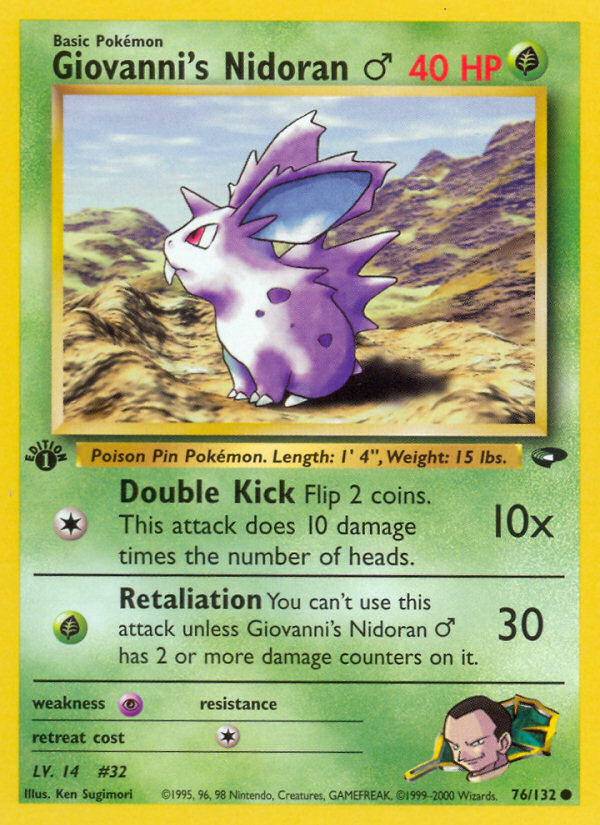 Basic Pokémon
Giovanni's Nidoran ♂ 40 HP
EDITION
1
Poison Pin Pokémon. Length: 1' 4", Weight: 15 lbs.
Double Kick Flip 2 coins.
This attack does 10 damage
times the number of heads.
10x
Retaliation You can't use this
attack unless Giovanni's Nidoran ♂
has 2 or more damage counters on it.
30
weakness resistance
retreat cost
LV. 14 #32
Illus. Ken Sugimori ©1995, 96, 98 Nintendo, Creatures, GAMEFREAK. ©1999-2000 Wizards. 76/132